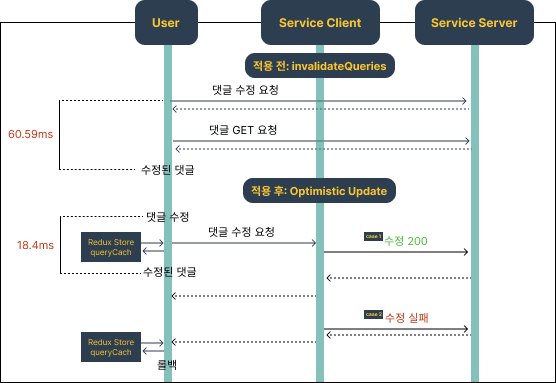 User
Service Client
Service Server
적용 전: invalidateQueries
댓글 수정 요청
60.59ms
댓글 GET 요청
수정된 댓글
적용 후: Optimistic Update
댓글 수정
댓글 수정 요청
case 1
수정 200
18.4ms
Redux Store
queryCach
수정된 댓글
case 2
수정 실패
Redux Store
queryCach
롤백